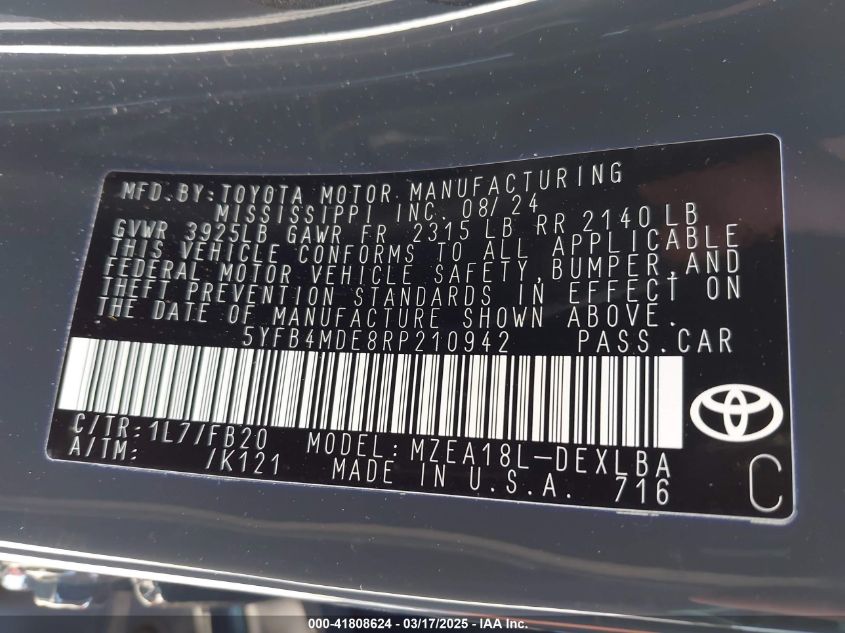 MFD.BY:TOYOTA MOTOR MANUFACTURING
MISSISSIPPI INC. 08/24
GVWR 3925LB GAWR FR 2315 LB RR 2140 LB
THIS VEHICLE CONFORMS TO ALL APPLICABLE
FEDERAL MOTOR VEHICLE SAFETY,BUMPER,AND
THEFT PREVENTION STANDARDS IN EFFECT ON
THE DATE OF MANUFACTURE SHOWN ABOVE.
5YFB4MDE8RP210942 PASS.CAR
C/TR:1L7/FB20 MODEL:MZEA18L-DEXLBA
A/TM: /K121 MADE IN U.S.A. 716
C
000-41808624 - 03/17/2025 - IAA Inc.